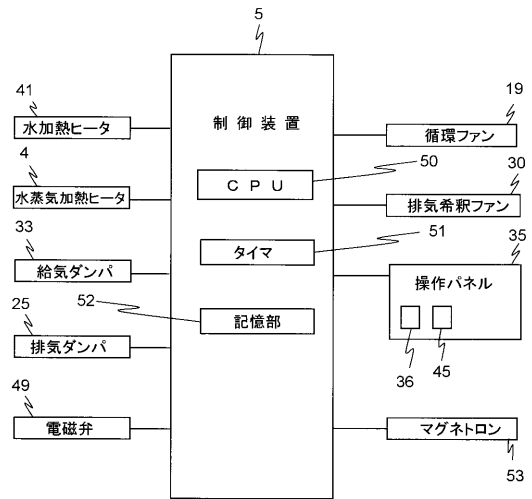 5
41
水加熱ヒータ
4
水蒸気加熱ヒータ
33
給気ダンパ
25
排気ダンパ
49
電磁弁
制御装置
CPU
50
タイマ
51
52
記憶部
19
循環ファン
30
排気希釈ファン
35
操作パネル
36
45
マグネトロン
53